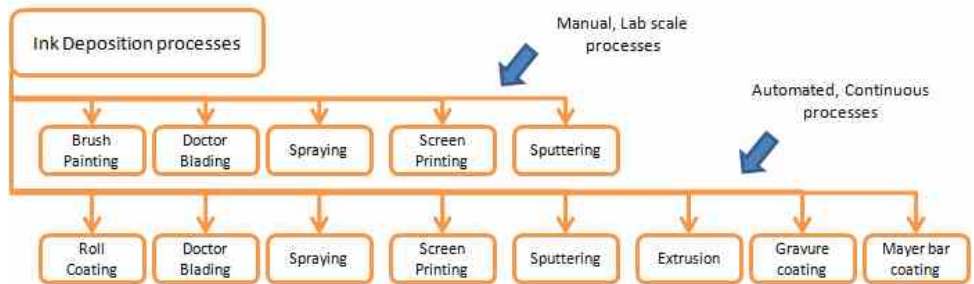 Ink Deposition processes
Manual, Lab scale
processes
Automated, Continuous
processes
Brush
Painting
Doctor
Blading
Spraying
Screen
Printing
Sputtering
Roll
Coating
Doctor
Blading
Spraying
Screen
Printing
Sputtering
Extrusion
Gravure
coating
Mayer bar
coating